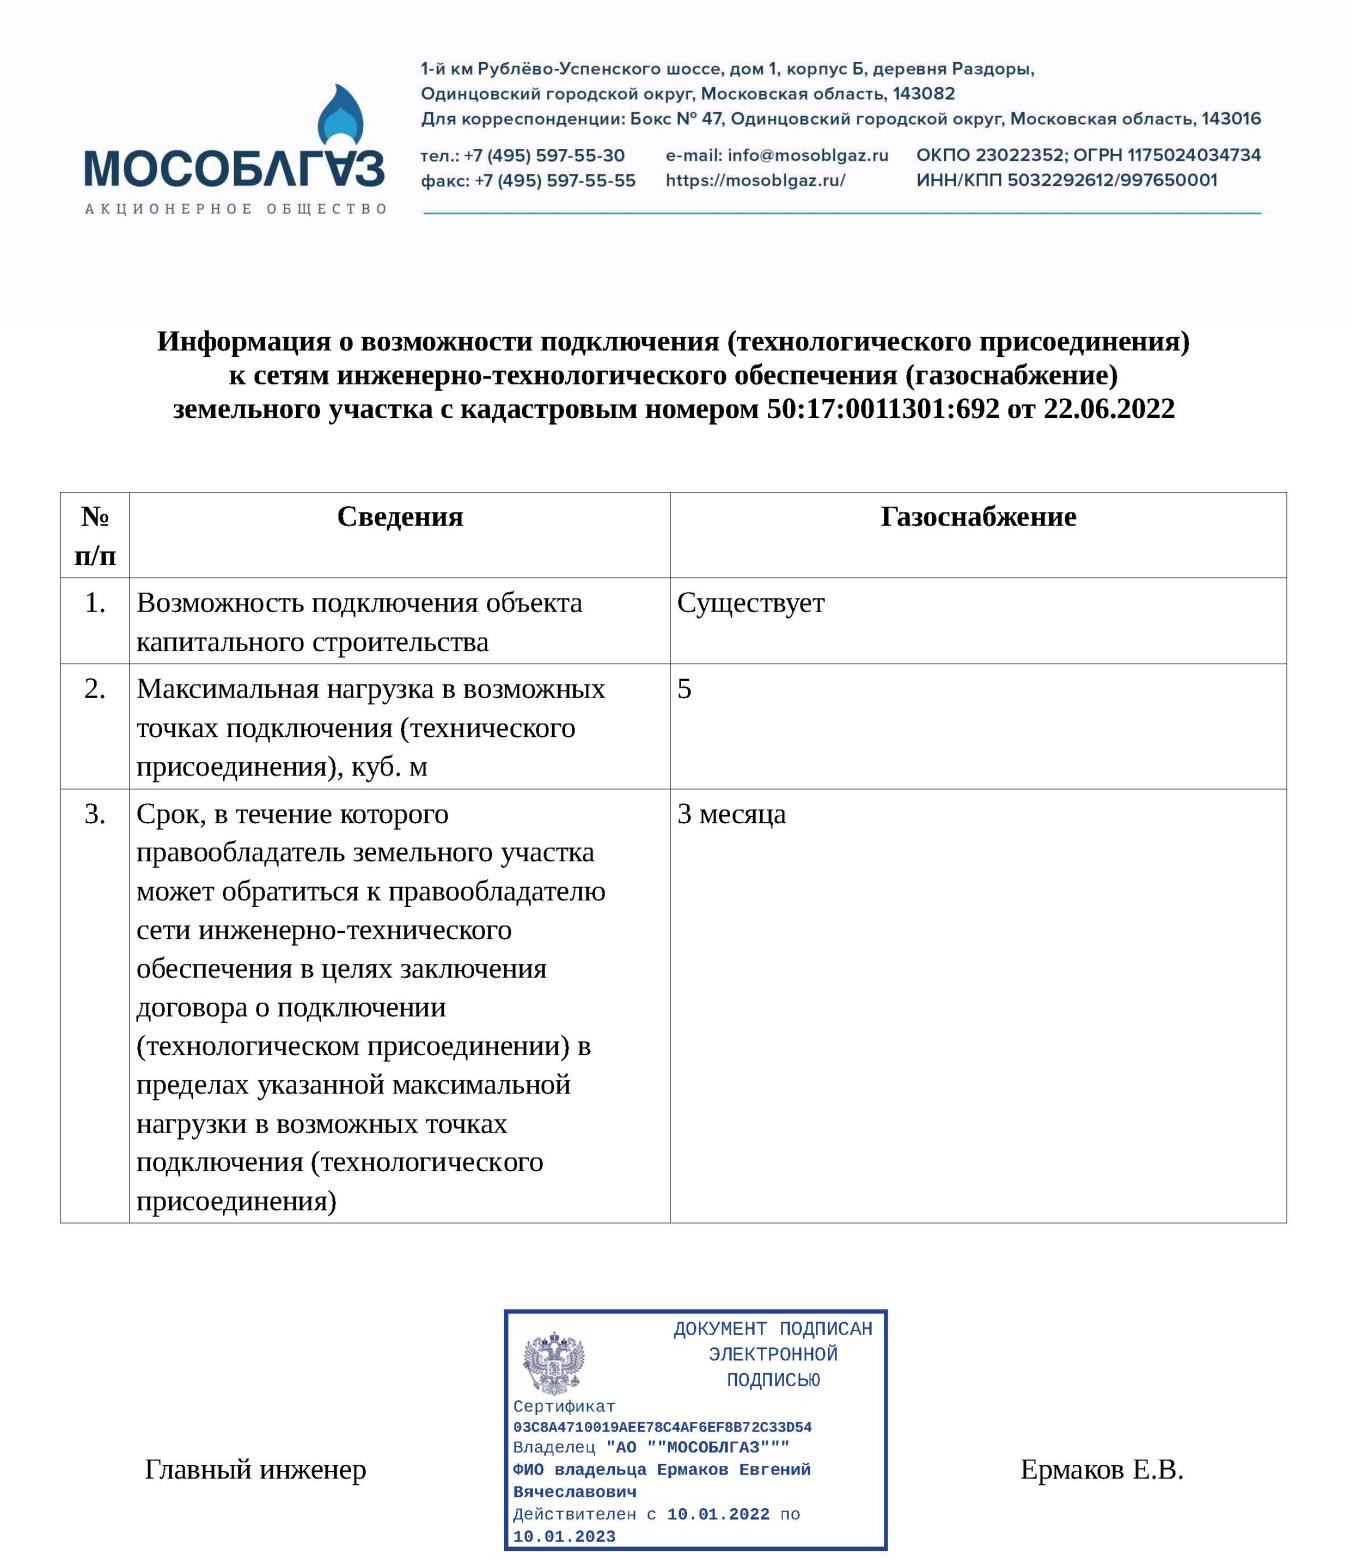 1-й км Рублёво-Успенского шоссе, дом 1, корпус Б, деревня Раздоры,
Одинцовский городской округ, Московская область, 143082
Для корреспонденции: Бокс № 47, Одинцовский городской округ, Московская область, 143016
тел.: +7 (495) 597-55-30 e-mail: info@mosoblgaz.ru ОКПО 23022352; ОГРН 1175024034734
факс: +7 (495) 597-55-55 https://mosoblgaz.ru/ ИНН/КПП 5032292612/997650001
МОСОБЛГАЗ
АКЦИОНЕРНОЕ ОБЩЕСТВО
Информация о возможности подключения (технологического присоединения)
к сетям инженерно-технологического обеспечения (газоснабжение)
земельного участка с кадастровым номером 50:17:0011301:692 от 22.06.2022
№ п/п Сведения Газоснабжение
1. Возможность подключения объекта Существует
капитального строительства
2. Максимальная нагрузка в возможных 5
точках подключения (технического
присоединения), куб. м
3. Срок, в течение которого 3 месяца
правообладатель земельного участка
может обратиться к правообладателю
сети инженерно-технического
обеспечения в целях заключения
договора о подключении
(технологическом присоединении) в
пределах указанной максимальной
нагрузки в возможных точках
подключения (технологического
присоединения)
ДОКУМЕНТ ПОДПИСАН
ЭЛЕКТРОННОЙ
ПОДПИСЬЮ
Сертификат
03C8A4710019AEE78C4AF6EF8B72C33D54
Владелец "АО ""МОСОБЛГАЗ"""
ФИО владельца Ермаков Евгений
Вячеславович
Действителен с 10.01.2022 по
10.01.2023
Главный инженер
Ермаков Е.В.